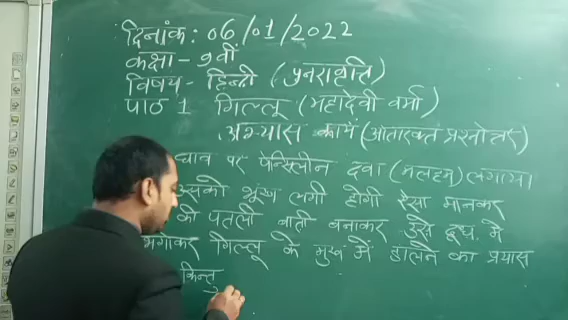 दिनांक: 06/01/2022
कक्षा - 9वीं
विषय - हिन्दी (पुनरावृत्ति)
पाठ 1 गिल्लू (महादेवी वर्मा)
अभ्यास कार्य (अतिरिक्त प्रश्नोत्तर)
घाव पर पेन्सिलीन दवा (मलहम) लगाया।
उसको भूख लगी होगी ऐसा मानकर
की पतली बाती बनाकर उसे दूध में
भिगोकर गिल्लू के मुख में डालने का प्रयास
किन्तु